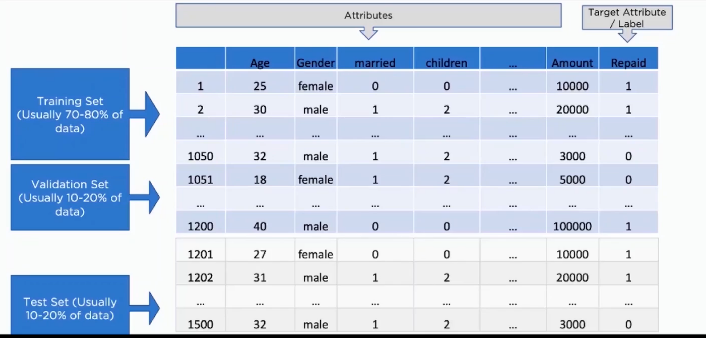 Attributes
Target Attribute
/ Label
Age Gender married children ... Amount Repaid
Training Set
(Usually 70-80% of
data)
1 25 female 0 0 ... 10000 1
2 30 male 1 2 ... 20000 1
... ... ... ... ... ... ... ...
1050 32 male 1 2 ... 3000 0
Validation Set
(Usually 10-20% of
data)
1051 18 female 1 2 ... 5000 0
... ... ... ... ... ... ... ...
1200 40 male 0 0 ... 100000 1
1201 27 female 0 0 ... 10000 1
1202 31 male 1 2 ... 20000 1
... ... ... ... ... ... ... ...
Test Set (Usually
10-20% of data)
1500 32 male 1 2 ... 3000 0